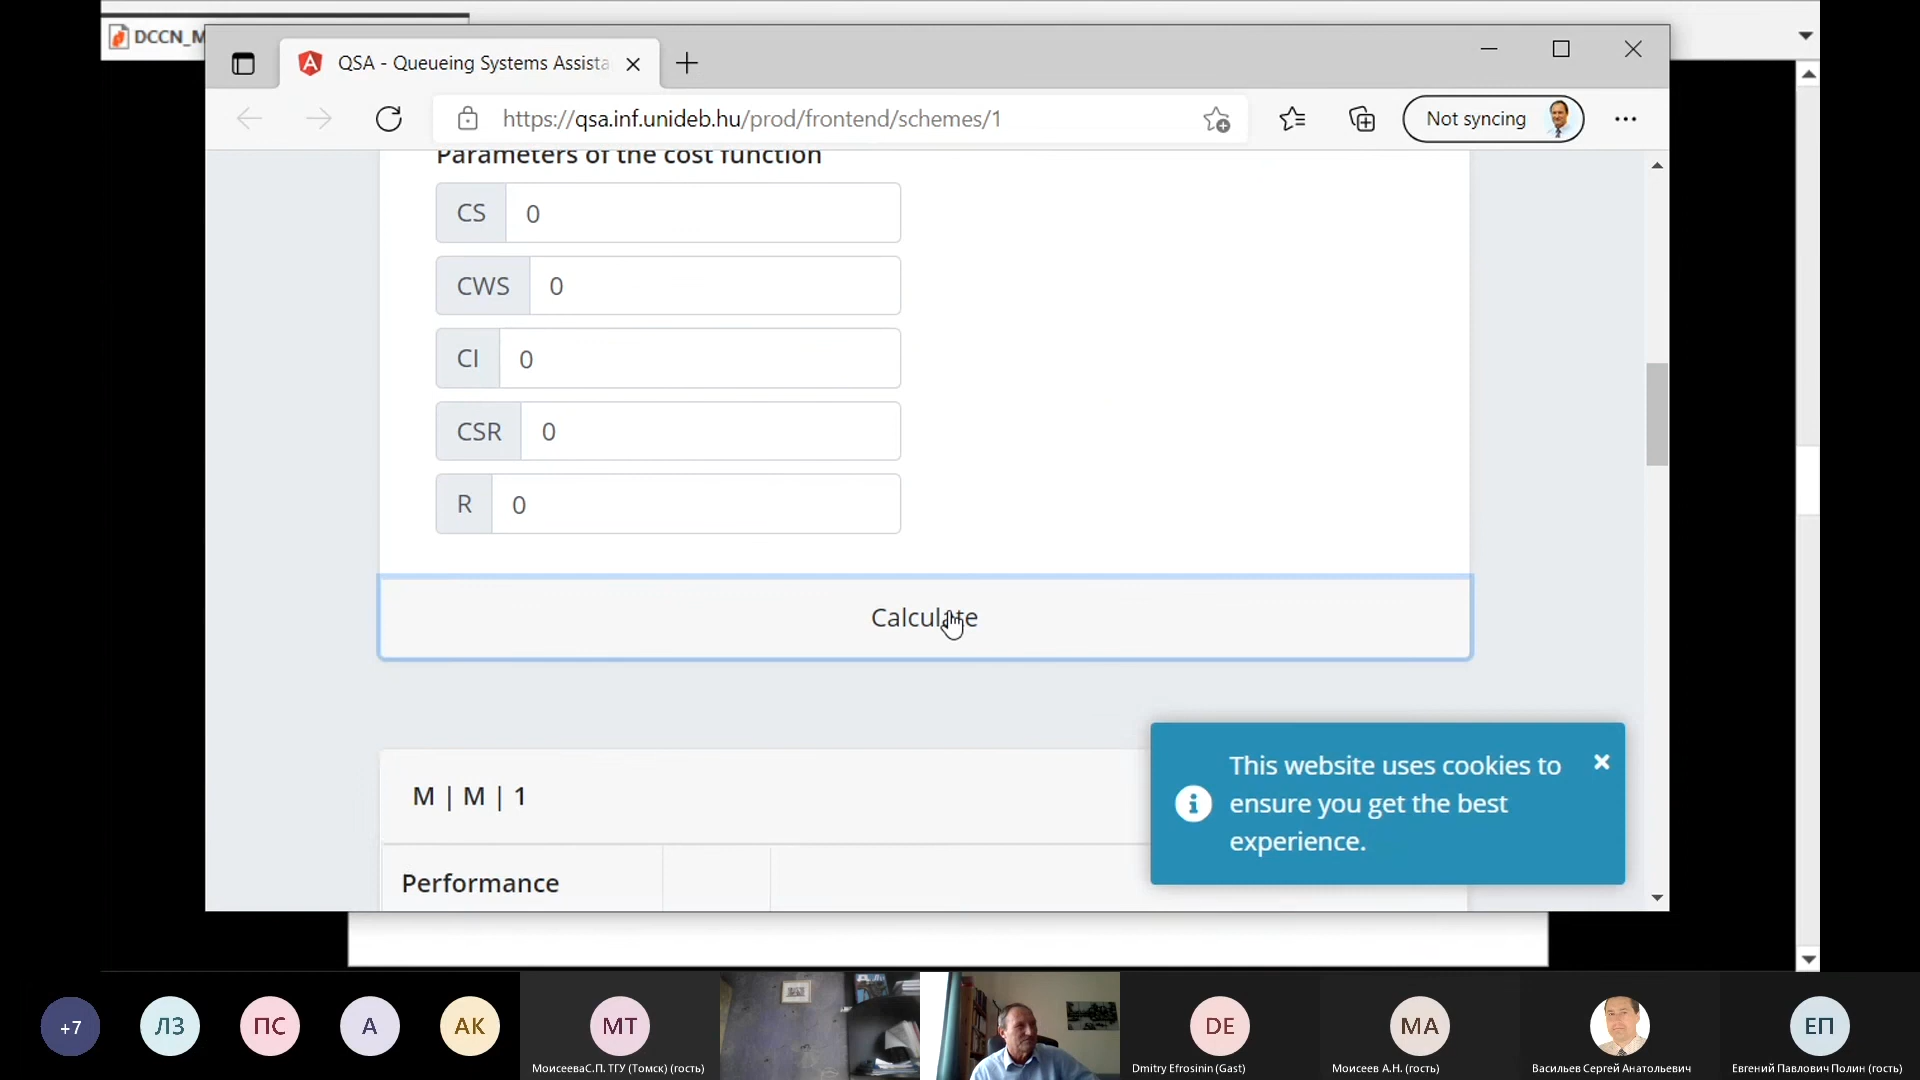 DCCN_M
QSA - Queueing Systems Assista
https://qsa.inf.unideb.hu/prod/frontend/schemes/1
Not syncing
Parameters of the cost function
CS 0
CWS 0
CI 0
CSR 0
R 0
Calculate
M | M | 1
Performance
This website uses cookies to
ensure you get the best
experience.
+7
ЛЗ
ПС
А
АК
МТ
DE
МА
ЕП
МоисееваС.П. ТГУ (Томск) (гость)
Dmitry Efrosinin (Gast)
Моисеев А.Н. (гость)
Васильев Сергей Анатольевич
Евгений Павлович Полин (гость)